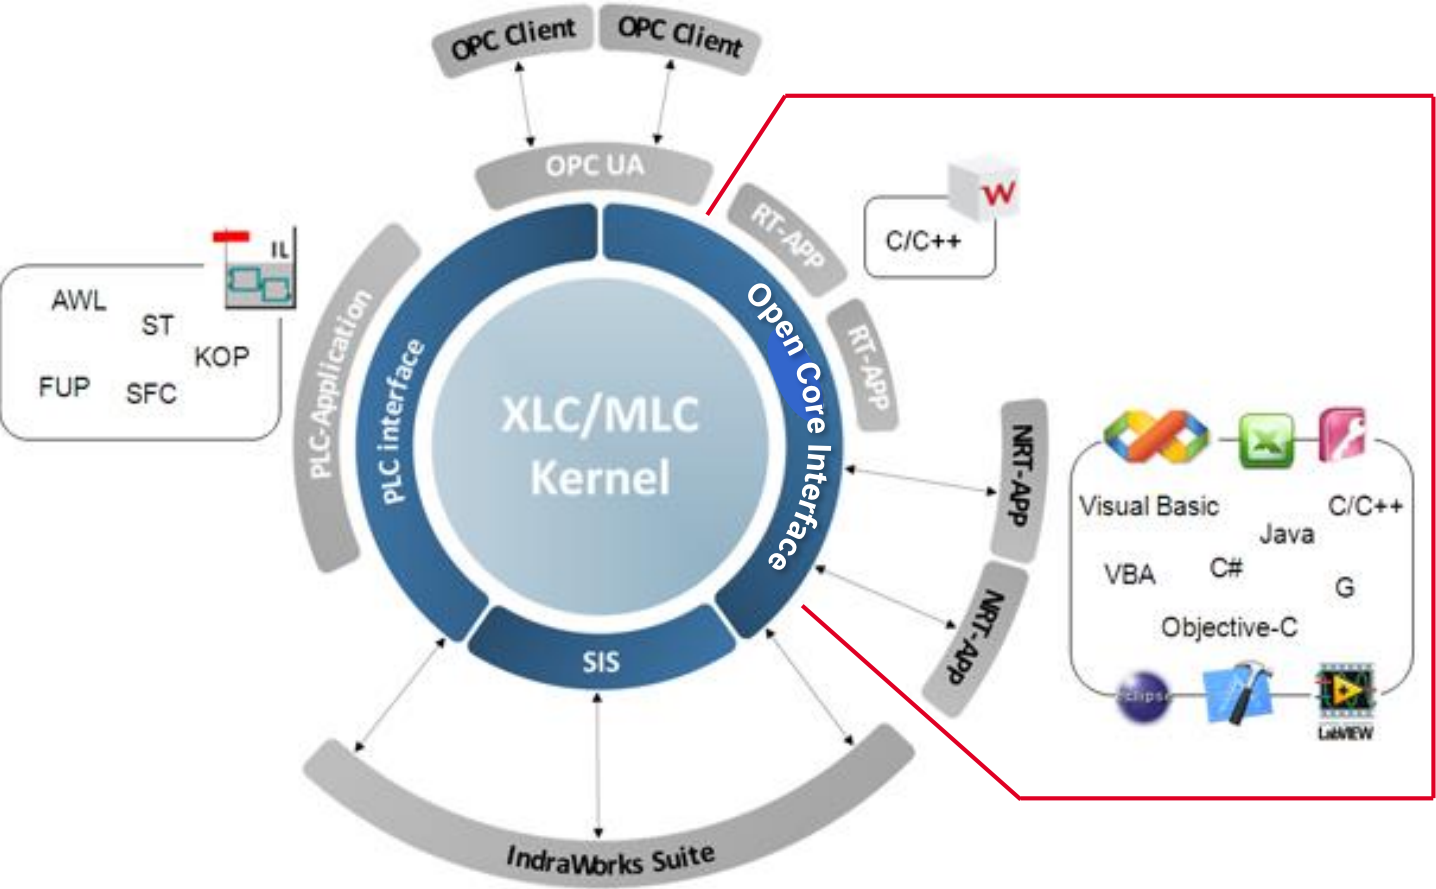 OPC Client
OPC Client
OPC UA
RT-APP
W
C/C++
IL
AWL
ST
KOP
FUP
SFC
PLC-Application
PLC interface
XLC/MLC
Kernel
Open Core Interface
RT-APP
NRT-APP
NRT-APP
Visual Basic
C/C++
Java
VBA
C#
G
Objective-C
eclipse
LabVIEW
SIS
IndraWorks Suite